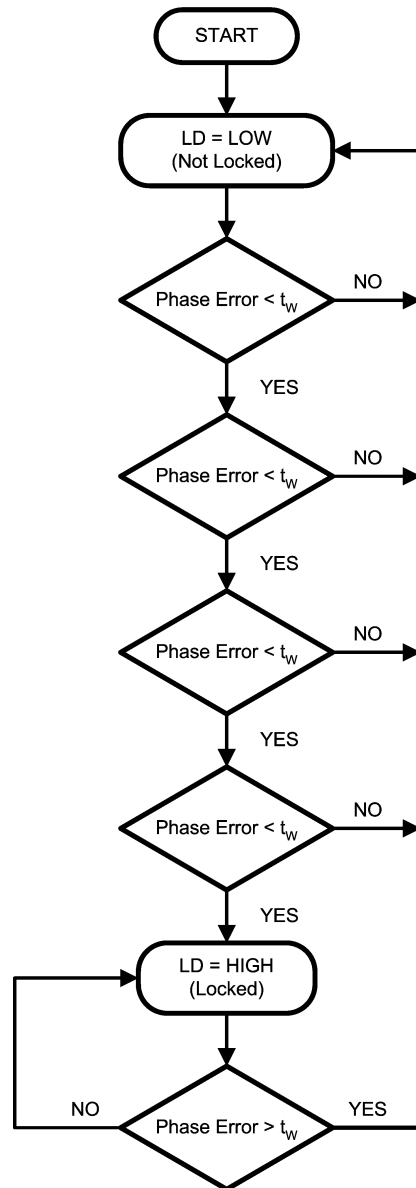 START
LD = LOW
(Not Locked)
Phase Error < tW
NO
YES
Phase Error < tW
NO
YES
Phase Error < tW
NO
YES
Phase Error < tW
NO
YES
LD = HIGH
(Locked)
NO
Phase Error > tW
YES